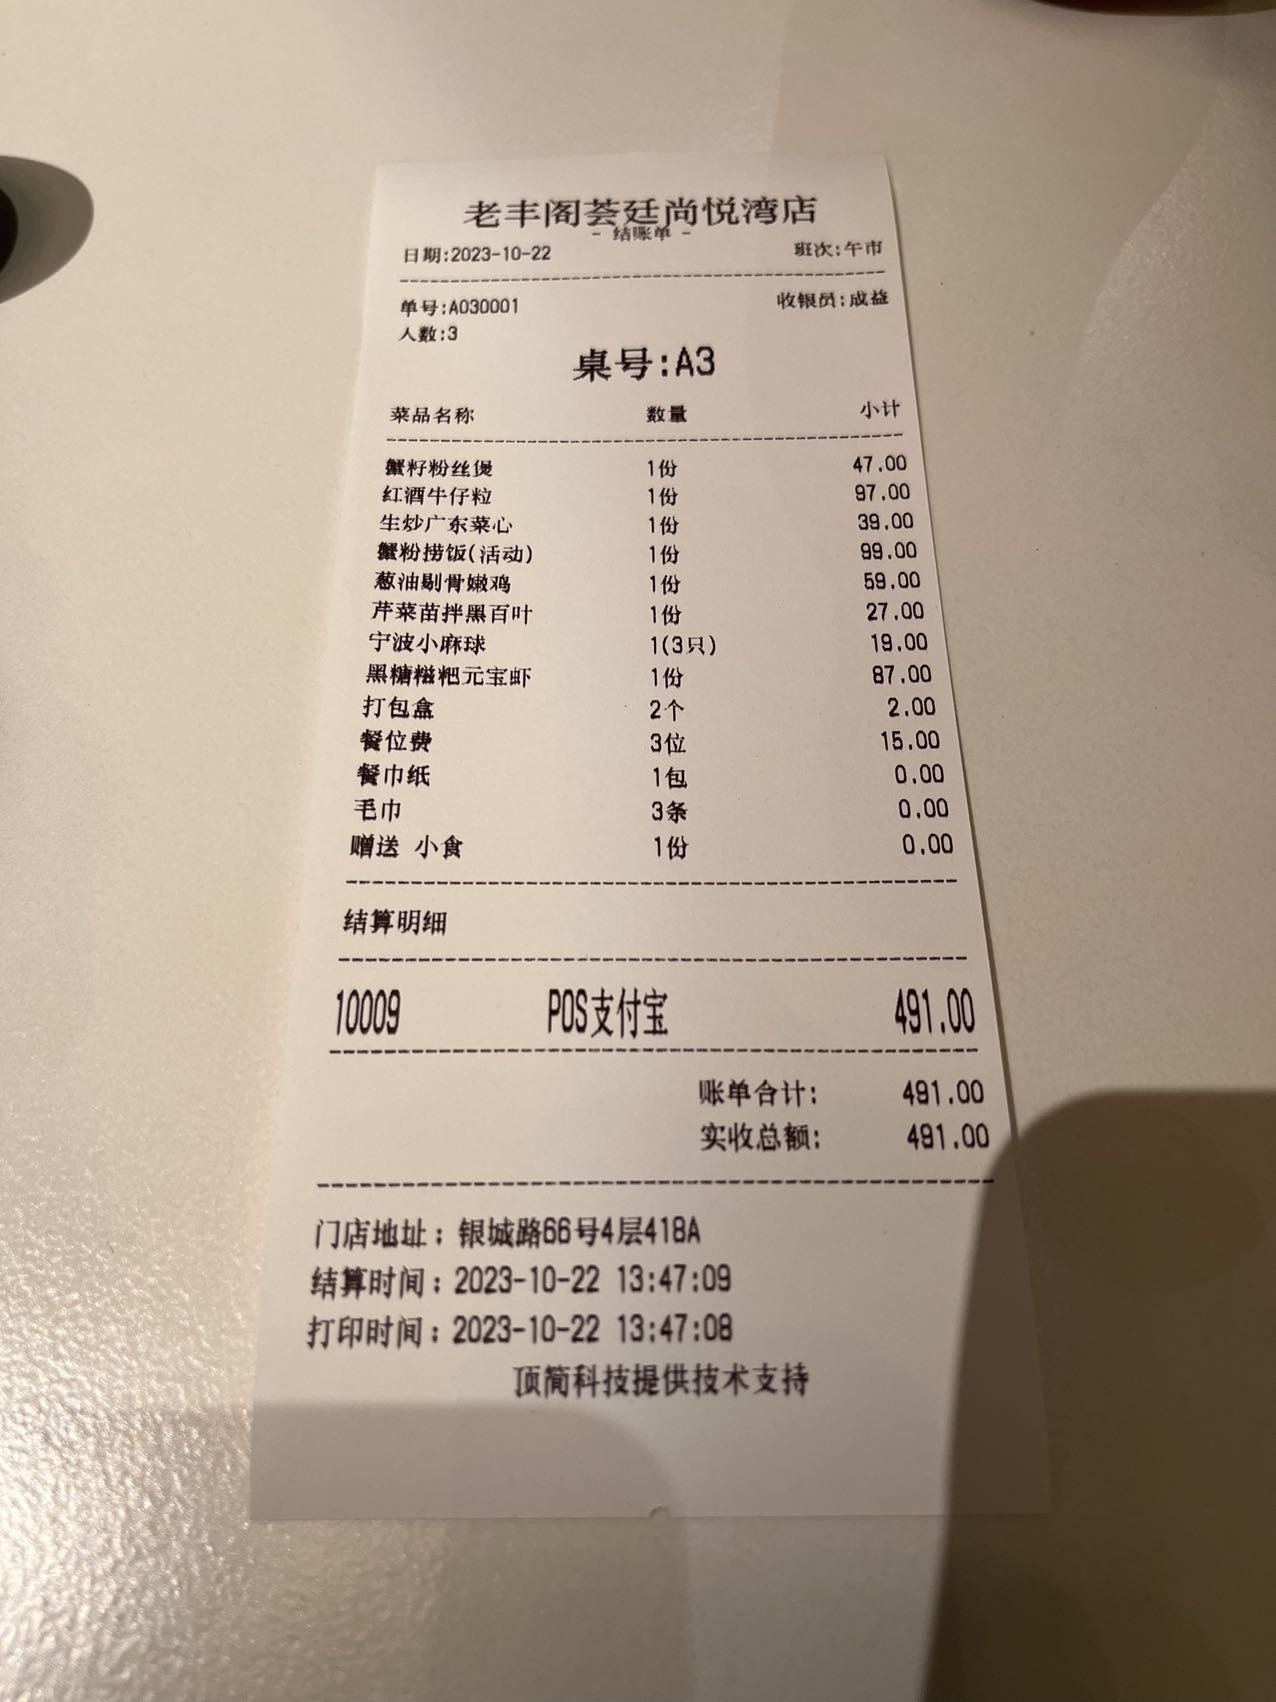 老丰阁荟廷尚悦湾店
- 结账单 -
日期:2023-10-22 班次:午市
单号:A030001 收银员:成益
人数:3
桌号:A3
菜品名称 数量 小计
蟹籽粉丝煲 1份 47.00
红酒牛仔粒 1份 97.00
生炒广东菜心 1份 39.00
蟹粉捞饭(活动) 1份 99.00
葱油剔骨嫩鸡 1份 59.00
芹菜苗拌黑百叶 1份 27.00
宁波小麻球 1(3只) 19.00
黑糖糍粑元宝虾 1份 87.00
打包盒 2个 2.00
餐位费 3位 15.00
餐巾纸 1包 0.00
毛巾 3条 0.00
赠送 小食 1份 0.00
结算明细
10009 POS支付宝 491.00
账单合计: 491.00
实收总额: 491.00
门店地址：银城路66号4层418A
结算时间：2023-10-22 13:47:09
打印时间：2023-10-22 13:47:08
顶简科技提供技术支持